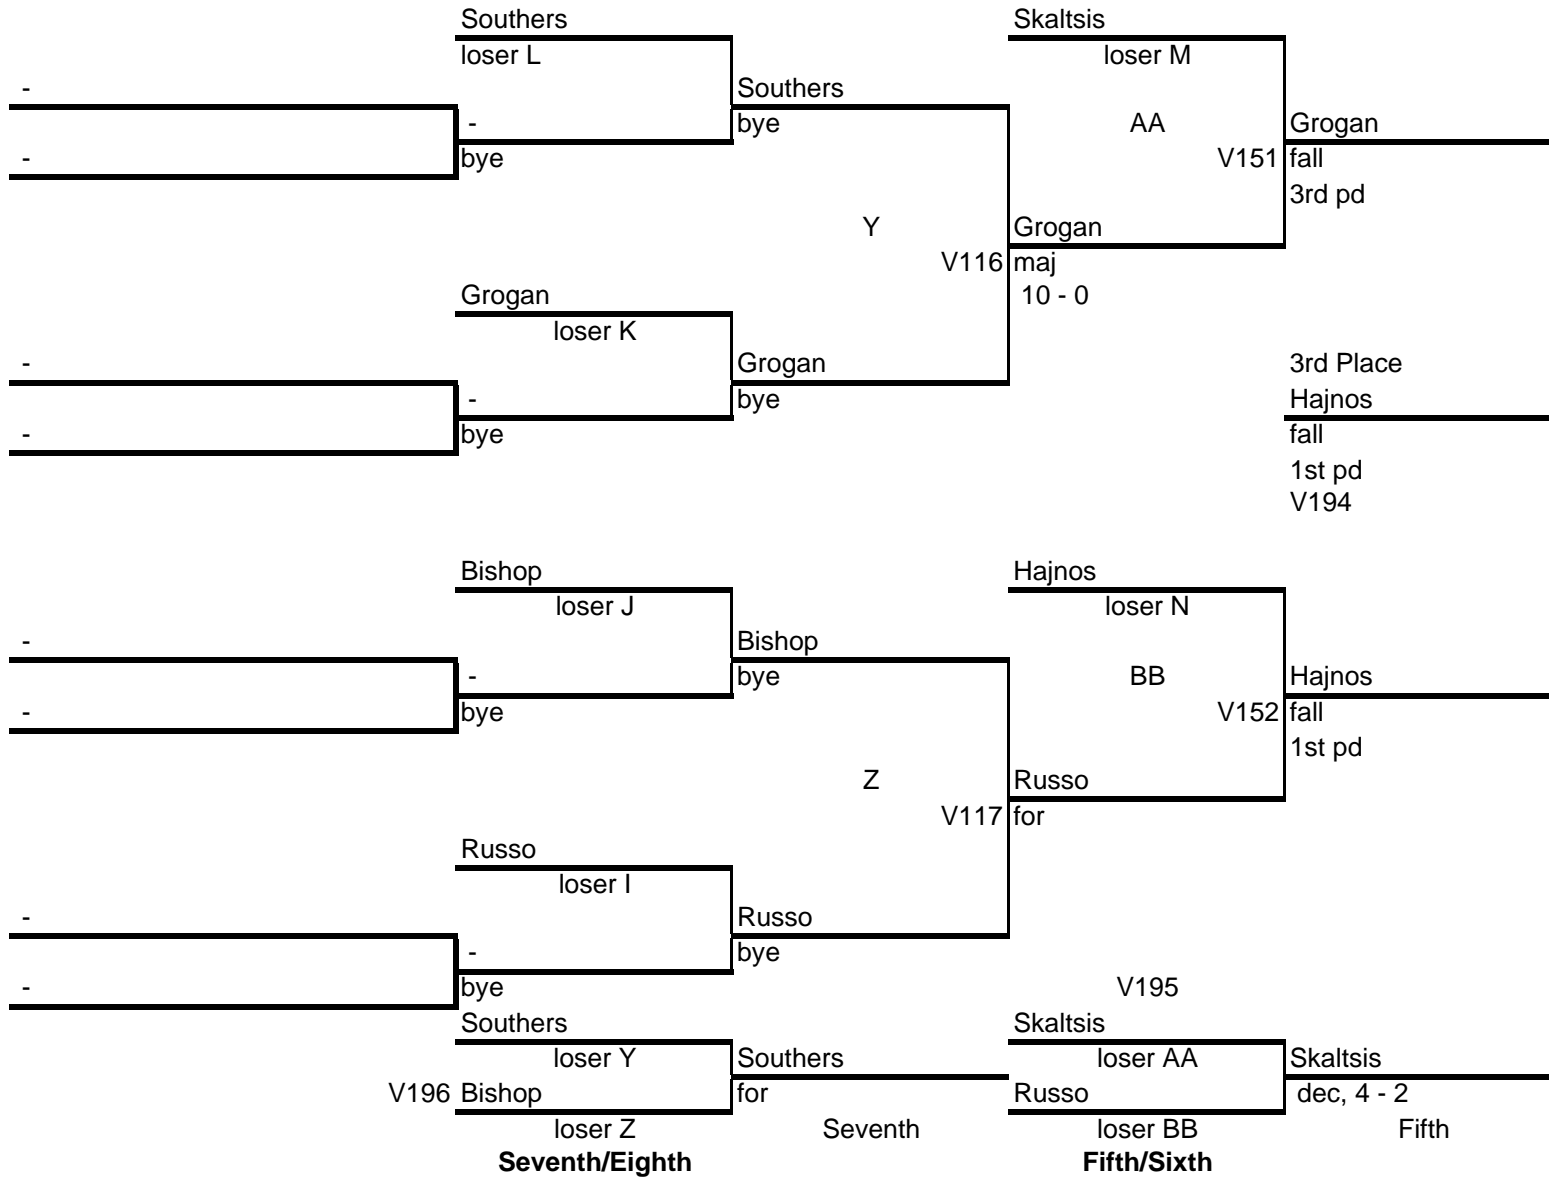 Southers Skaltsis
loser L loser M
- Southers
- bye AA Grogan
- bye V151 fall
3rd pd
Y Grogan
V116 maj
Grogan 10 - 0
loser K
- Grogan 3rd Place
- bye Hajnos
- bye fall
1st pd
V194
Bishop Hajnos
loser J loser N
- Bishop
- bye BB Hajnos
- bye V152 fall
1st pd
Z Russo
V117 for
Russo
loser I
- Russo
- bye
- bye V195
Southers Skaltsis
loser Y Southers loser AA Skaltsis
V196 Bishop for Russo dec, 4 - 2
loser Z Seventh loser BB Fifth
Seventh/Eighth Fifth/Sixth